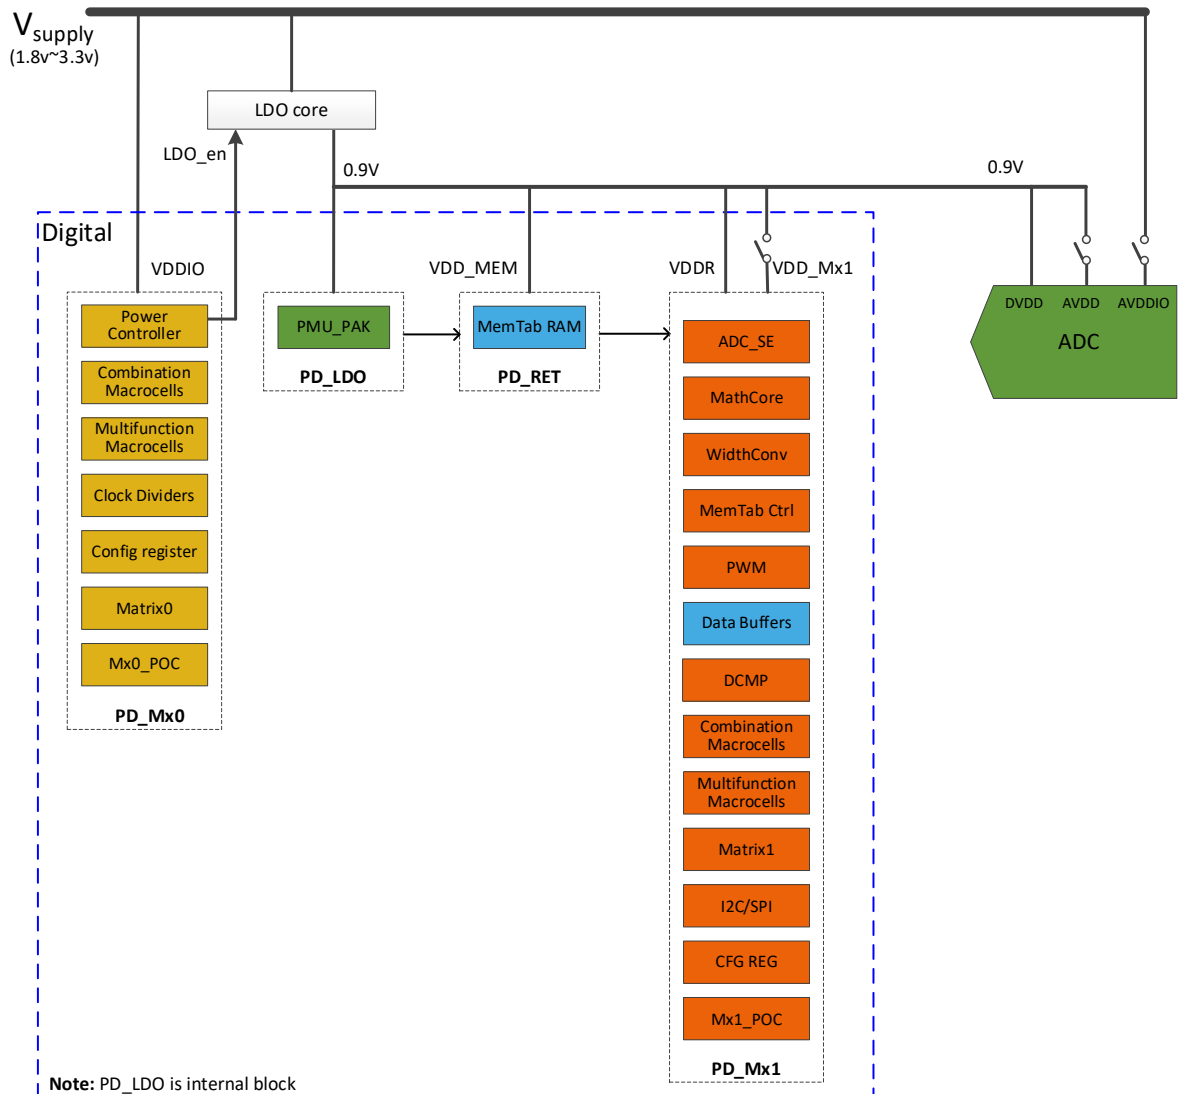 Vsupply
(1.8v~3.3v)
LDO core
LDO_en
0.9V
0.9V
Digital
VDDIO
VDD_MEM
VDDR
VDD_Mx1
Power
Controller
Combination
Macrocells
Multifunction
Macrocells
Clock Dividers
Config register
Matrix0
Mx0_POC
PD_Mx0
PMU_PAK
PD_LDO
MemTab RAM
PD_RET
ADC_SE
MathCore
WidthConv
MemTab Ctrl
PWM
Data Buffers
DCMP
Combination
Macrocells
Multifunction
Macrocells
Matrix1
I2C/SPI
CFG REG
Mx1_POC
PD_Mx1
DVDD AVDD AVDDIO
ADC
Note: PD_LDO is internal block